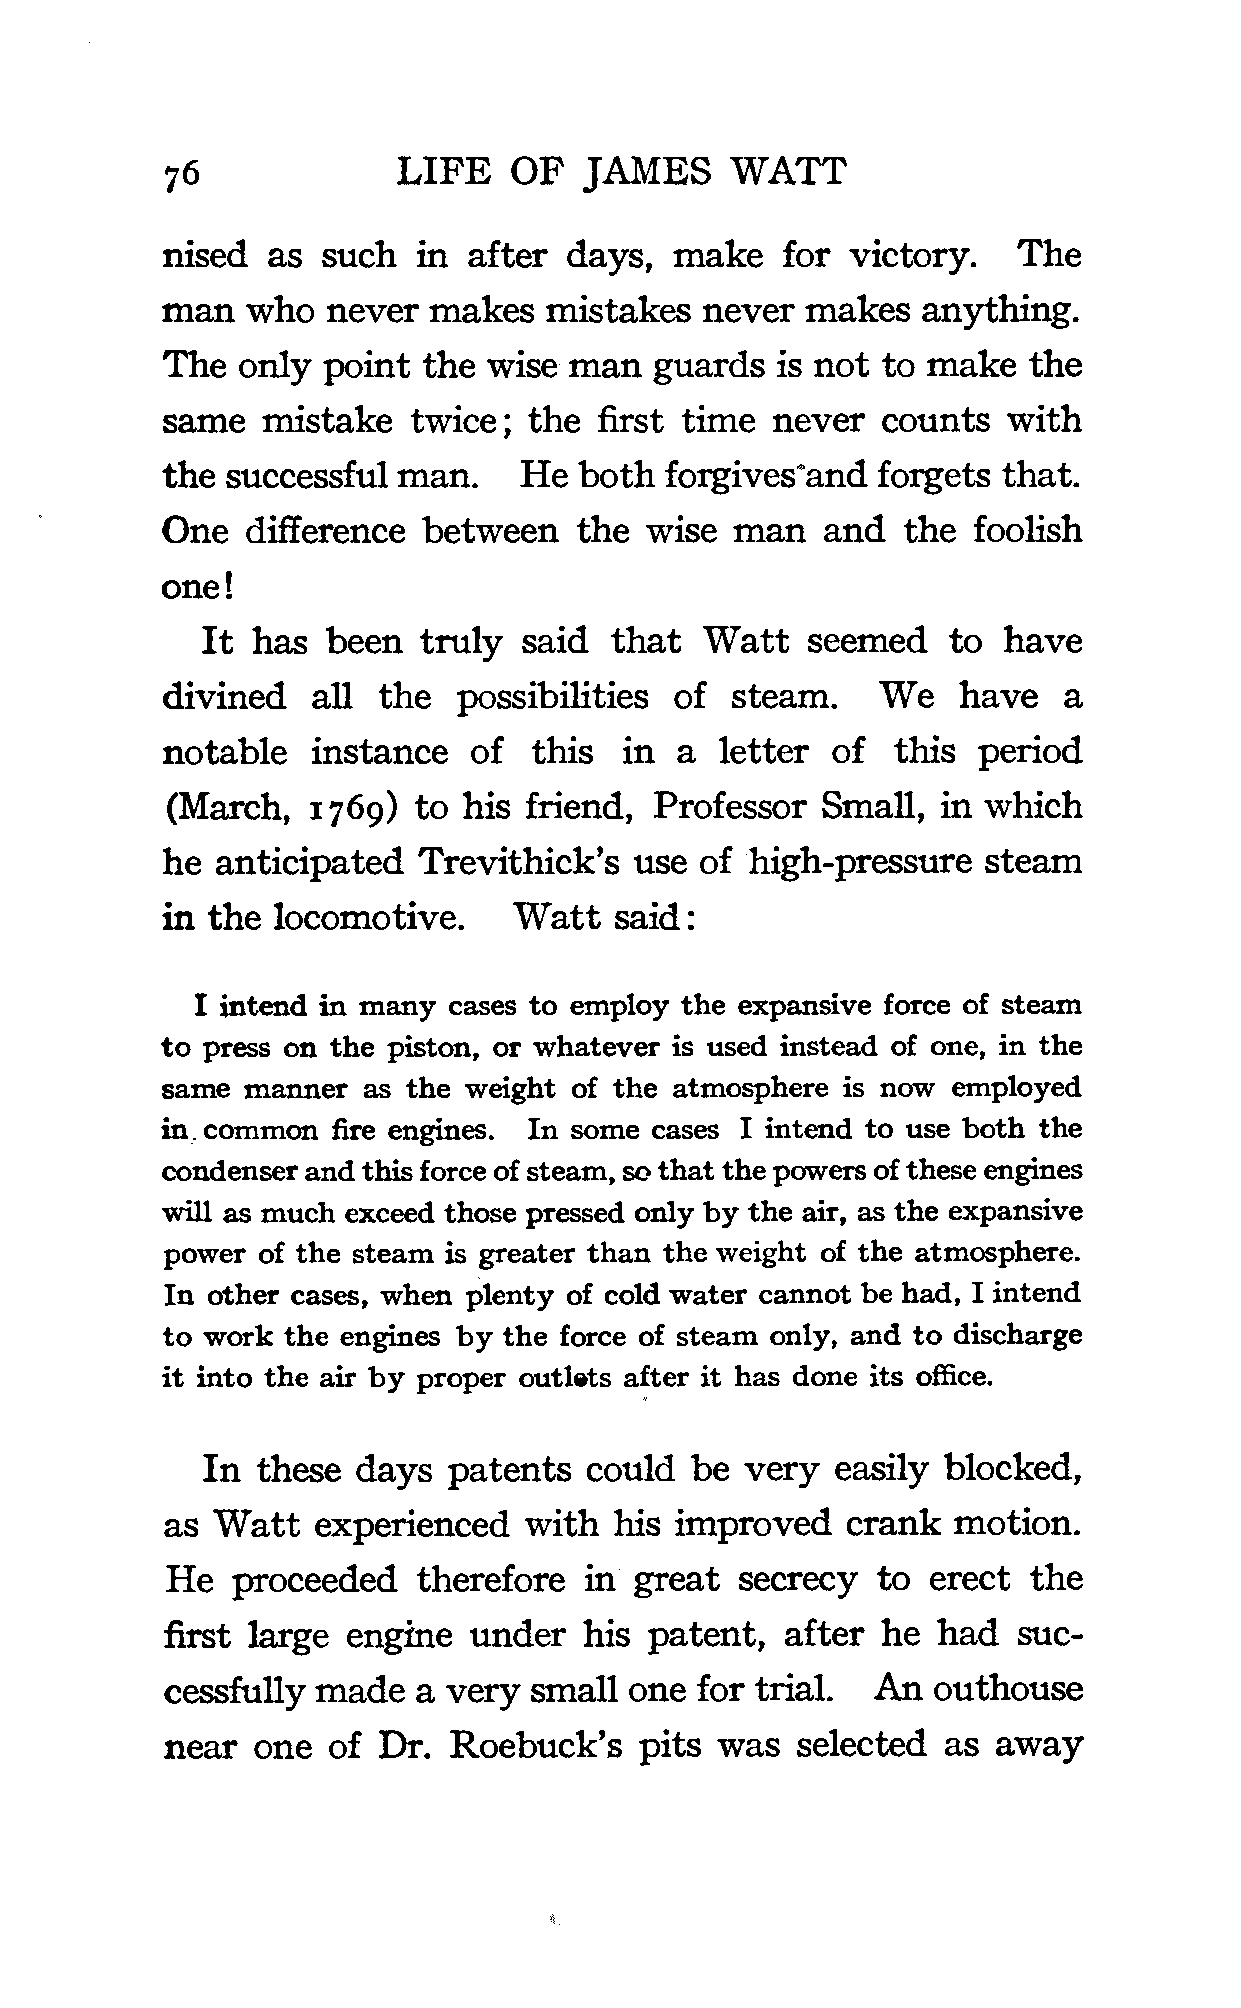 76 LIFE OF JAMES WATT
nised as such in after days, make for victory. The
man who never makes mistakes never makes anything.
The only point the wise man guards is not to make the
same mistake twice; the first time never counts with
the successful man. He both forgives and forgets that.
One difference between the wise man and the foolish
one!
It has been truly said that Watt seemed to have
divined all the possibilities of steam. We have a
notable instance of this in a letter of this period
(March, 1769) to his friend, Professor Small, in which
he anticipated Trevithick's use of high-pressure steam
in the locomotive. Watt said:
I intend in many cases to employ the expansive force of steam
to press on the piston, or whatever is used instead of one, in the
same manner as the weight of the atmosphere is now employed
in common fire engines. In some cases I intend to use both the
condenser and this force of steam, so that the powers of these engines
will as much exceed those pressed only by the air, as the expansive
power of the steam is greater than the weight of the atmosphere.
In other cases, when plenty of cold water cannot be had, I intend
to work the engines by the force of steam only, and to discharge
it into the air by proper outlets after it has done its office.
In these days patents could be very easily blocked,
as Watt experienced with his improved crank motion.
He proceeded therefore in great secrecy to erect the
first large engine under his patent, after he had suc-
cessfully made a very small one for trial. An outhouse
near one of Dr. Roebuck's pits was selected as away